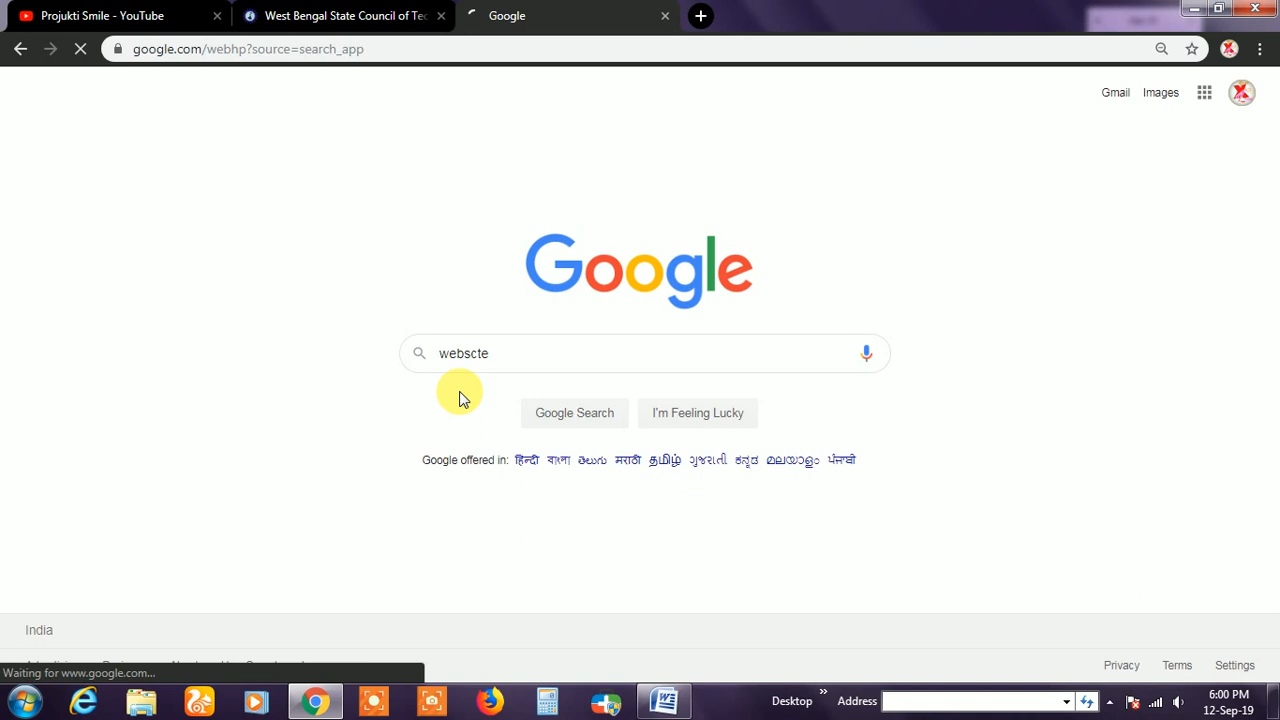 Projukti Smile - YouTube
West Bengal State Council of Tec
Google
google.com/webhp?source=search_app
Gmail Images
Google
webscte
Google Search I'm Feeling Lucky
Google offered in: हिन्दी বাংলা తెలుగు मराठी தமிழ் ગુજરાતી ಕನ್ನಡ മലയാളം ਪੰਜਾਬੀ
India
Privacy Terms Settings
Waiting for www.google.com...
Desktop » Address
6:00 PM
12-Sep-19